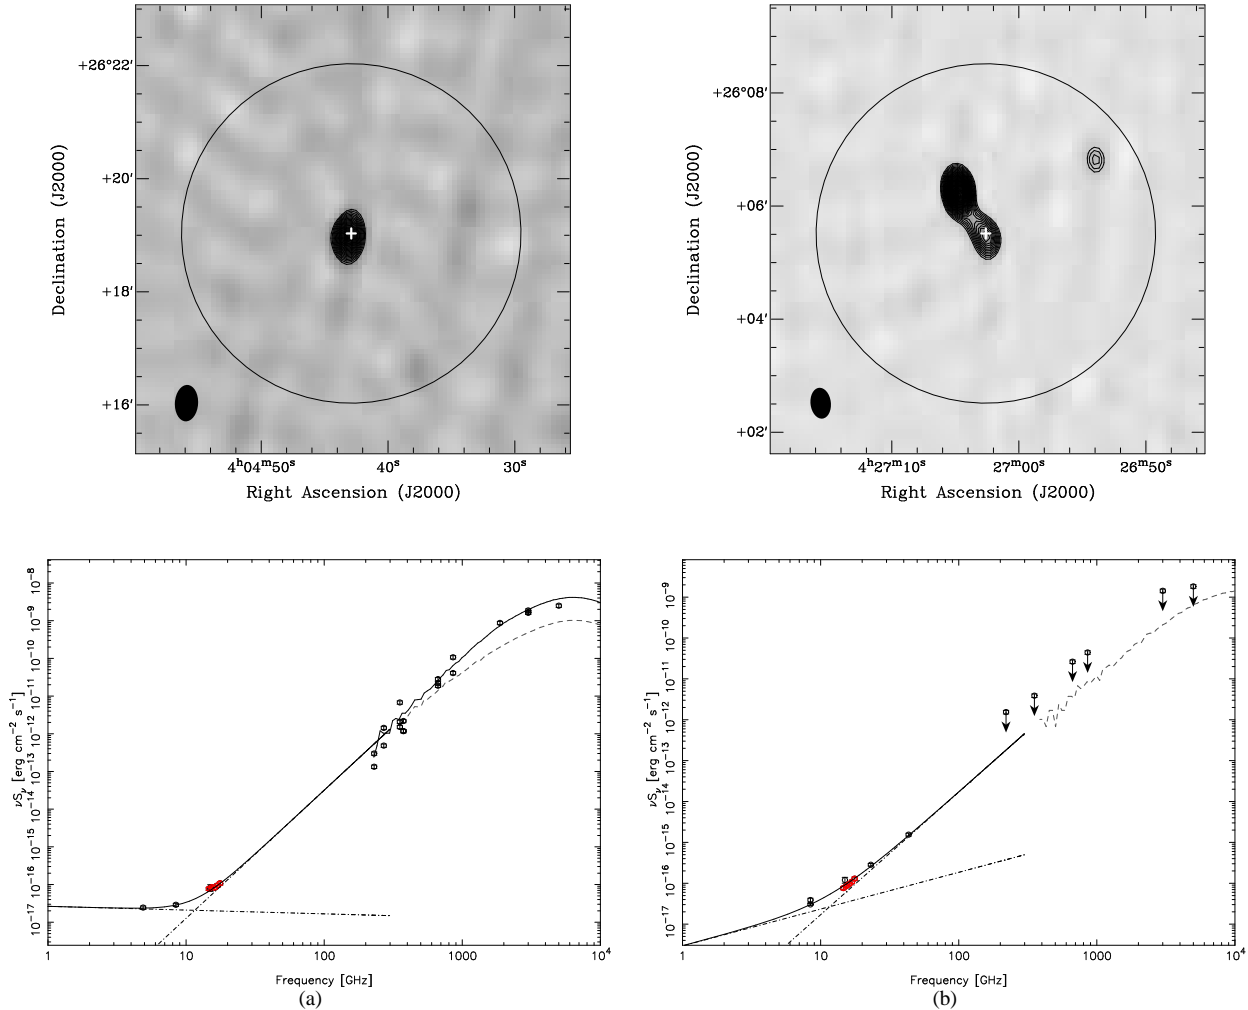 +26°22′
+20′
+18′
+16′
Declination (J2000)
4h04m50s 40s 30s
Right Ascension (J2000)
+26°08′
+06′
+04′
+02′
Declination (J2000)
4h27m10s 27m00s 26m50s
Right Ascension (J2000)
10−8
10−9
10−10
10−11
10−12
10−13
10−14
10−15
10−16
10−17
νSν [erg cm−2 s−1]
1 10 100 1000 104
Frequency [GHz]
(a)
10−9
10−10
10−11
10−12
10−13
10−14
10−15
10−16
10−17
νSν [erg cm−2 s−1]
1 10 100 1000 104
Frequency [GHz]
(b)